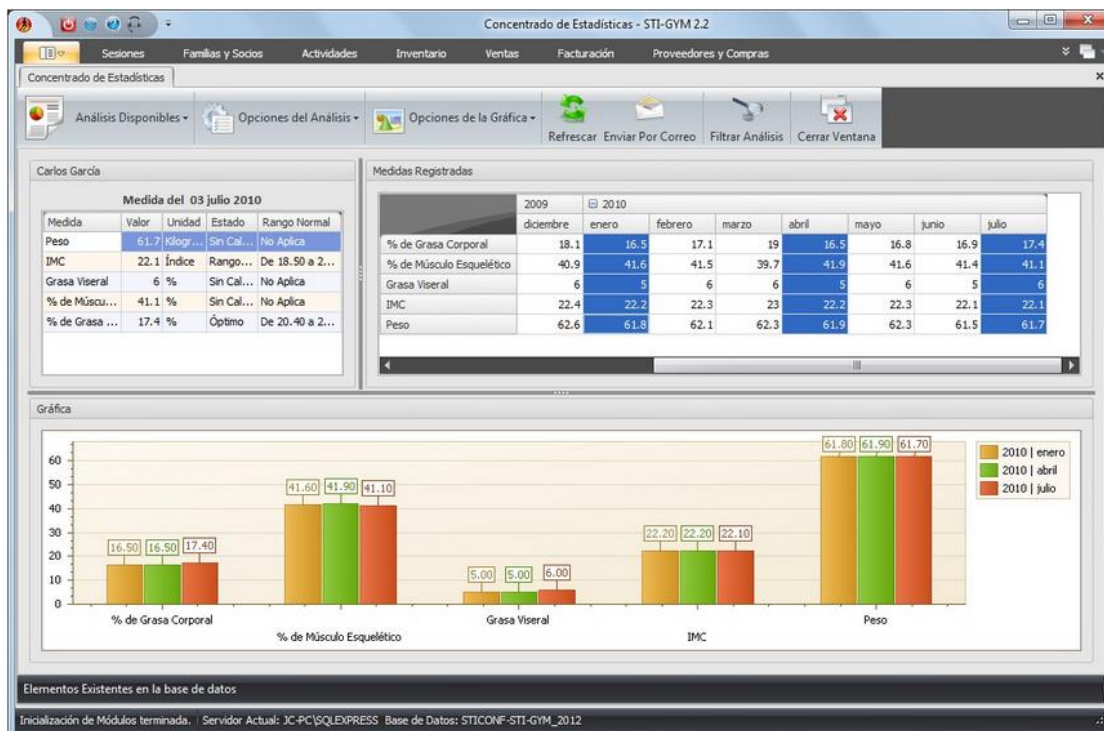 Concentrado de Estadísticas - STI-GYM 2.2
Sesiones Familias y Socios Actividades Inventario Ventas Facturación Proveedores y Compras
Concentrado de Estadísticas
Análisis Disponibles Opciones del Análisis Opciones de la Gráfica Refrescar Enviar Por Correo Filtrar Análisis Cerrar Ventana
Carlos García
Medida del 03 julio 2010
Medida Valor Unidad Estado Rango Normal
Peso 61.7 Kilogr... Sin Cal... No Aplica
IMC 22.1 Índice Rango... De 18.50 a 2...
Grasa Viseral 6 % Sin Cal... No Aplica
% de Múscu... 41.1 % Sin Cal... No Aplica
% de Grasa ... 17.4 % Óptimo De 20.40 a 2...
Medidas Registradas
2009 2010
diciembre enero febrero marzo abril mayo junio julio
% de Grasa Corporal 18.1 16.5 17.1 19 16.5 16.8 16.9 17.4
% de Músculo Esquelético 40.9 41.6 41.5 39.7 41.9 41.6 41.4 41.1
Grasa Viseral 6 5 6 6 5 6 5 6
IMC 22.4 22.2 22.3 23 22.2 22.3 22.1 22.1
Peso 62.6 61.8 62.1 62.3 61.9 62.3 61.5 61.7
Gráfica
60
50
40
30
20
10
0
16.50 16.50 17.40
41.60 41.90 41.10
5.00 5.00 6.00
22.20 22.20 22.10
61.80 61.90 61.70
% de Grasa Corporal
% de Músculo Esquelético
Grasa Viseral
IMC
Peso
2010 | enero
2010 | abril
2010 | julio
Elementos Existentes en la base de datos
Inicialización de Módulos terminada. Servidor Actual: JC-PC\SQLEXPRESS Base de Datos: STICONF-STI-GYM_2012